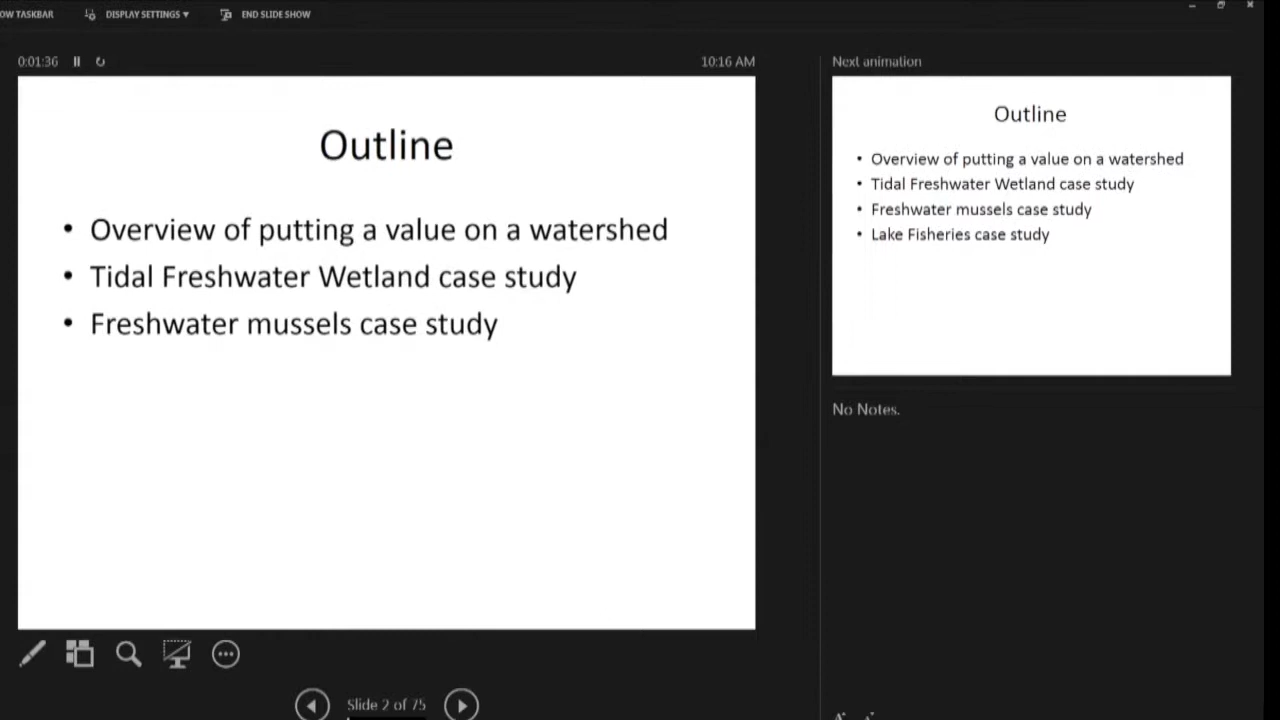 OW TASKBAR DISPLAY SETTINGS ▾ END SLIDE SHOW
0:01:36 10:16 AM
Outline
• Overview of putting a value on a watershed
• Tidal Freshwater Wetland case study
• Freshwater mussels case study
Slide 2 of 75
Next animation
Outline
• Overview of putting a value on a watershed
• Tidal Freshwater Wetland case study
• Freshwater mussels case study
• Lake Fisheries case study
No Notes.